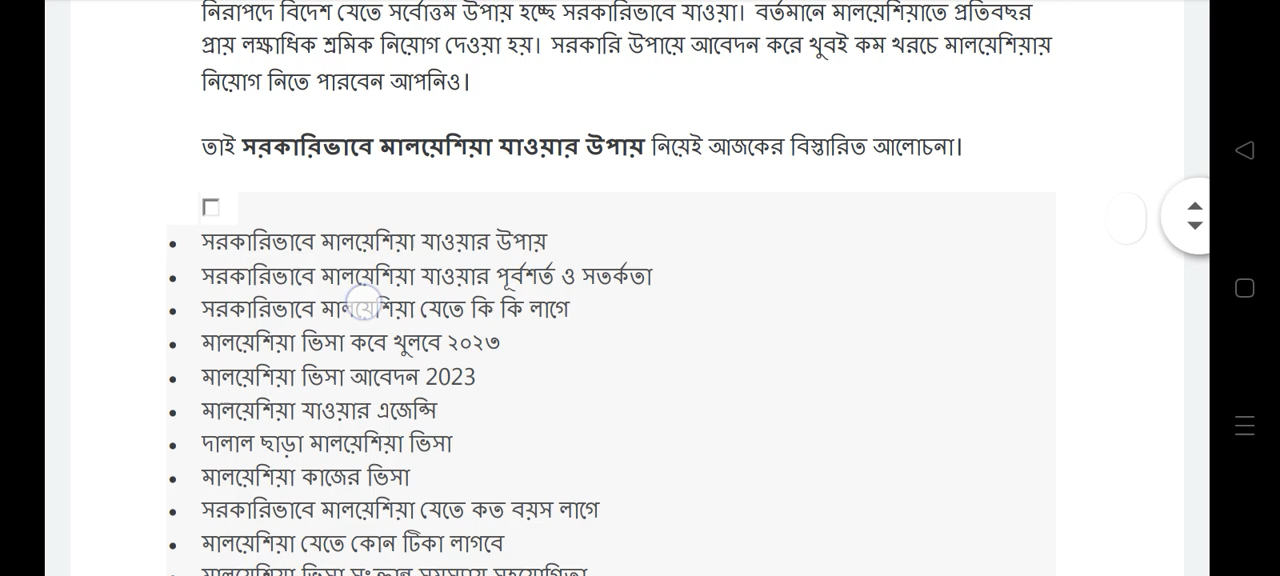 নিরাপদে বিদেশ যেতে সর্বোত্তম উপায় হচ্ছে সরকারিভাবে যাওয়া। বর্তমানে মালয়েশিয়াতে প্রতিবছর
প্রায় লক্ষাধিক শ্রমিক নিয়োগ দেওয়া হয়। সরকারি উপায়ে আবেদন করে খুবই কম খরচে মালয়েশিয়ায়
নিয়োগ নিতে পারবেন আপনিও।
তাই সরকারিভাবে মালয়েশিয়া যাওয়ার উপায় নিয়েই আজকের বিস্তারিত আলোচনা।
সরকারিভাবে মালয়েশিয়া যাওয়ার উপায়
সরকারিভাবে মালয়েশিয়া যাওয়ার পূর্বশর্ত ও সতর্কতা
সরকারিভাবে মালয়েশিয়া যেতে কি কি লাগে
মালয়েশিয়া ভিসা কবে খুলবে ২০২৩
মালয়েশিয়া ভিসা আবেদন 2023
মালয়েশিয়া যাওয়ার এজেন্সি
দালাল ছাড়া মালয়েশিয়া ভিসা
মালয়েশিয়া কাজের ভিসা
সরকারিভাবে মালয়েশিয়া যেতে কত বয়স লাগে
মালয়েশিয়া যেতে কোন টিকা লাগবে
মালয়েশিয়া ভিসা সংক্রান্ত সমস্যায় সহযোগিতা